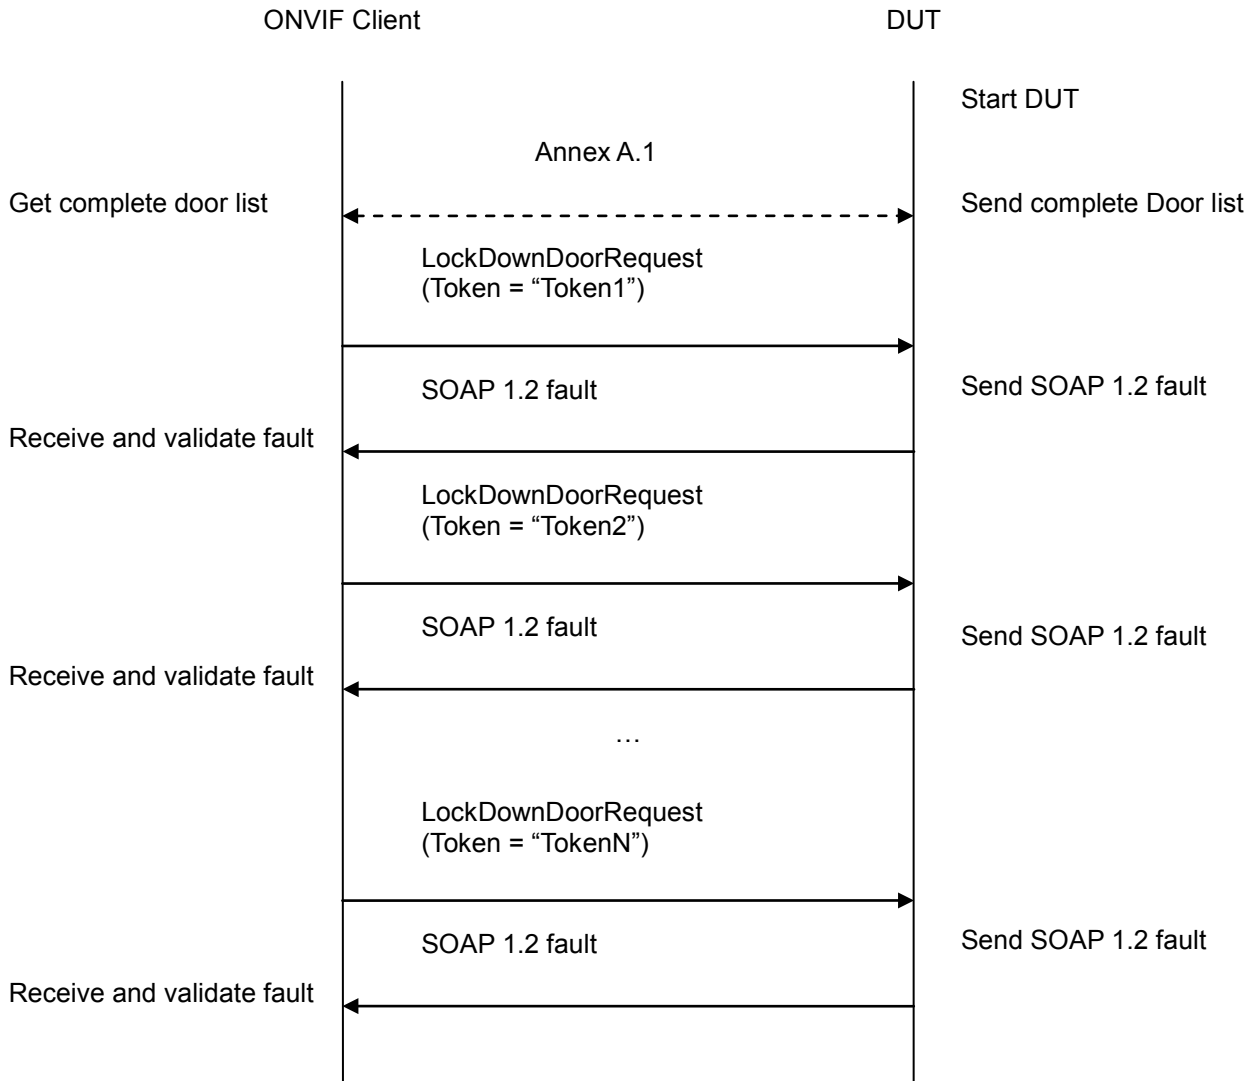 ONVIF Client
DUT
Start DUT
Annex A.1
Get complete door list
Send complete Door list
LockDownDoorRequest
(Token = “Token1”)
SOAP 1.2 fault
Send SOAP 1.2 fault
Receive and validate fault
LockDownDoorRequest
(Token = “Token2”)
SOAP 1.2 fault
Send SOAP 1.2 fault
Receive and validate fault
…
LockDownDoorRequest
(Token = “TokenN”)
SOAP 1.2 fault
Send SOAP 1.2 fault
Receive and validate fault